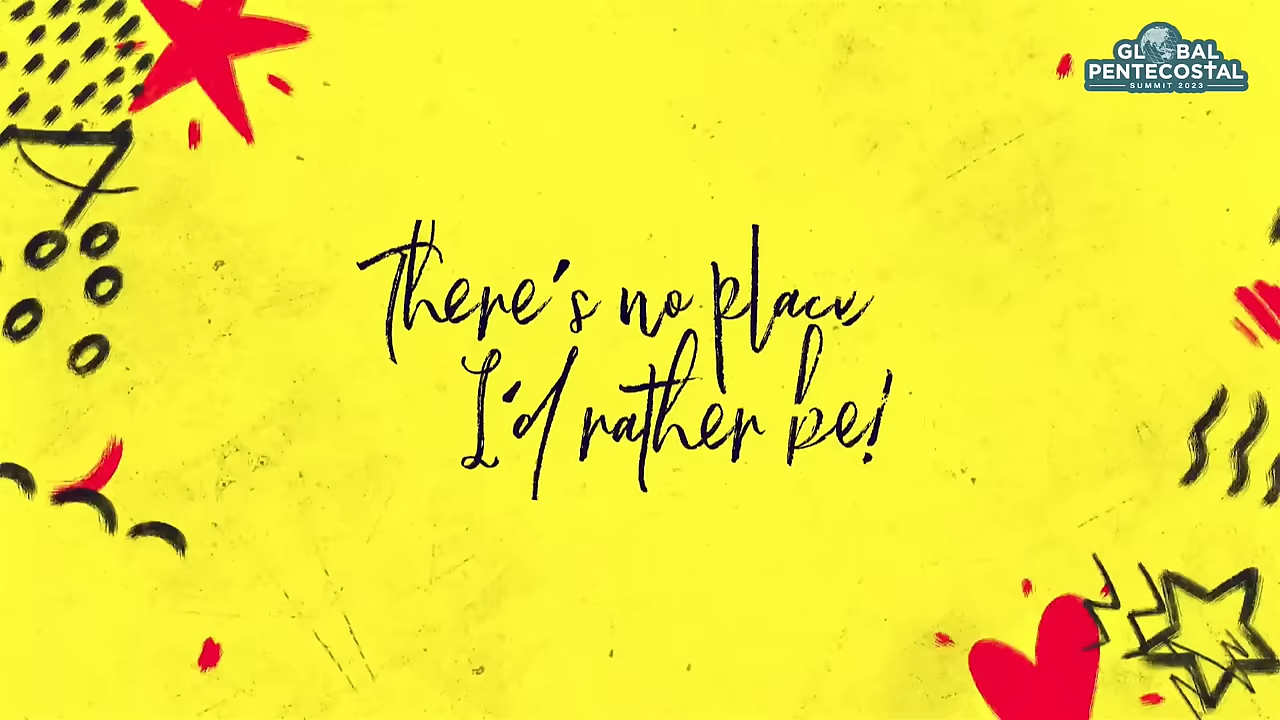 GLOBAL
PENTECOSTAL
SUMMIT 2023
There's no place
I'd rather be!